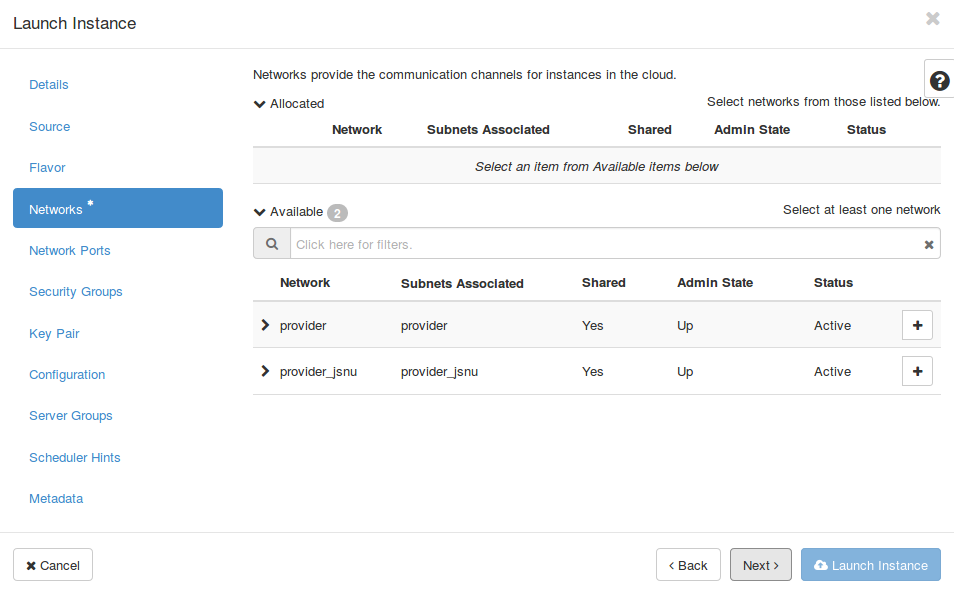 Launch Instance
Networks provide the communication channels for instances in the cloud.
Details
Source
Flavor
Networks *
Network Ports
Security Groups
Key Pair
Configuration
Server Groups
Scheduler Hints
Metadata
Allocated
Select networks from those listed below.
Network Subnets Associated Shared Admin State Status
Select an item from Available items below
Available 2
Select at least one network
Click here for filters.
Network Subnets Associated Shared Admin State Status
provider provider Yes Up Active
provider_jsnu provider_jsnu Yes Up Active
Cancel
Back
Next
Launch Instance